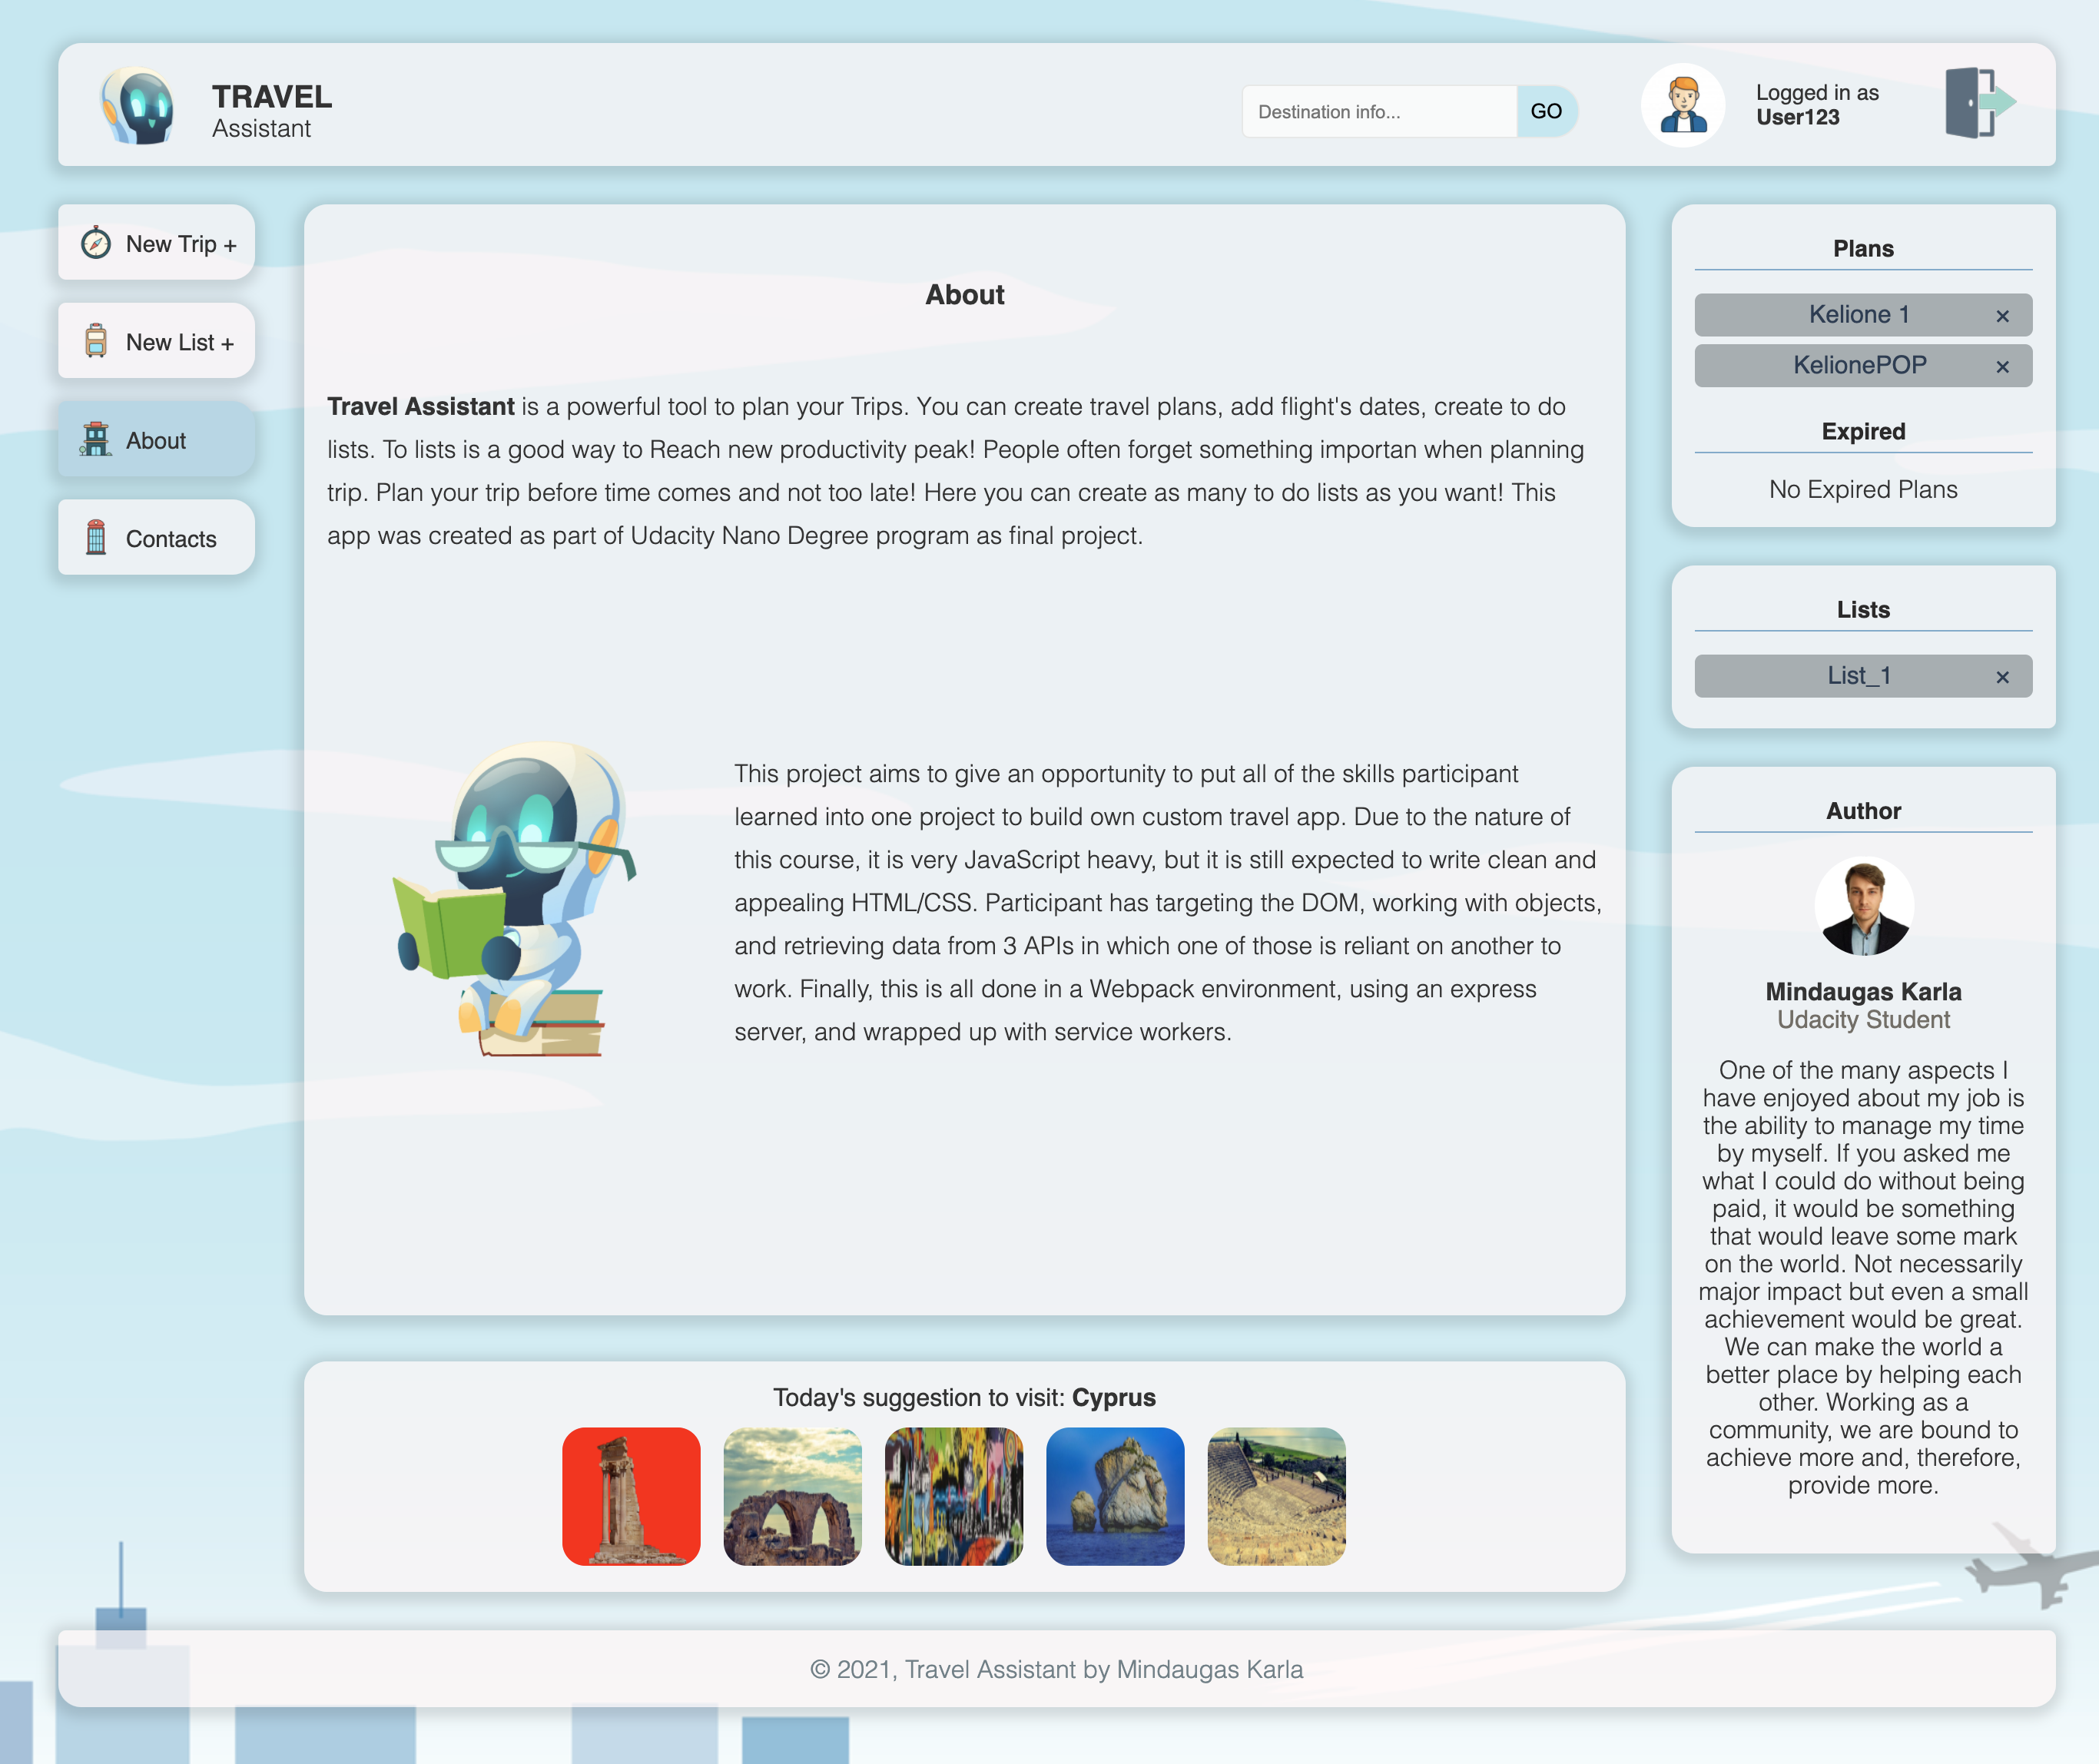 TRAVEL
Assistant
Destination info...
GO
Logged in as
User123
New Trip +
New List +
About
Contacts
About
Travel Assistant is a powerful tool to plan your Trips. You can create travel plans, add flight's dates, create to do
lists. To lists is a good way to Reach new productivity peak! People often forget something importan when planning
trip. Plan your trip before time comes and not too late! Here you can create as many to do lists as you want! This
app was created as part of Udacity Nano Degree program as final project.
This project aims to give an opportunity to put all of the skills participant
learned into one project to build own custom travel app. Due to the nature of
this course, it is very JavaScript heavy, but it is still expected to write clean and
appealing HTML/CSS. Participant has targeting the DOM, working with objects,
and retrieving data from 3 APIs in which one of those is reliant on another to
work. Finally, this is all done in a Webpack environment, using an express
server, and wrapped up with service workers.
Today's suggestion to visit: Cyprus
Plans
Kelione 1 ×
KelionePOP ×
Expired
No Expired Plans
Lists
List_1 ×
Author
Mindaugas Karla
Udacity Student
One of the many aspects I
have enjoyed about my job is
the ability to manage my time
by myself. If you asked me
what I could do without being
paid, it would be something
that would leave some mark
on the world. Not necessarily
major impact but even a small
achievement would be great.
We can make the world a
better place by helping each
other. Working as a
community, we are bound to
achieve more and, therefore,
provide more.
© 2021, Travel Assistant by Mindaugas Karla